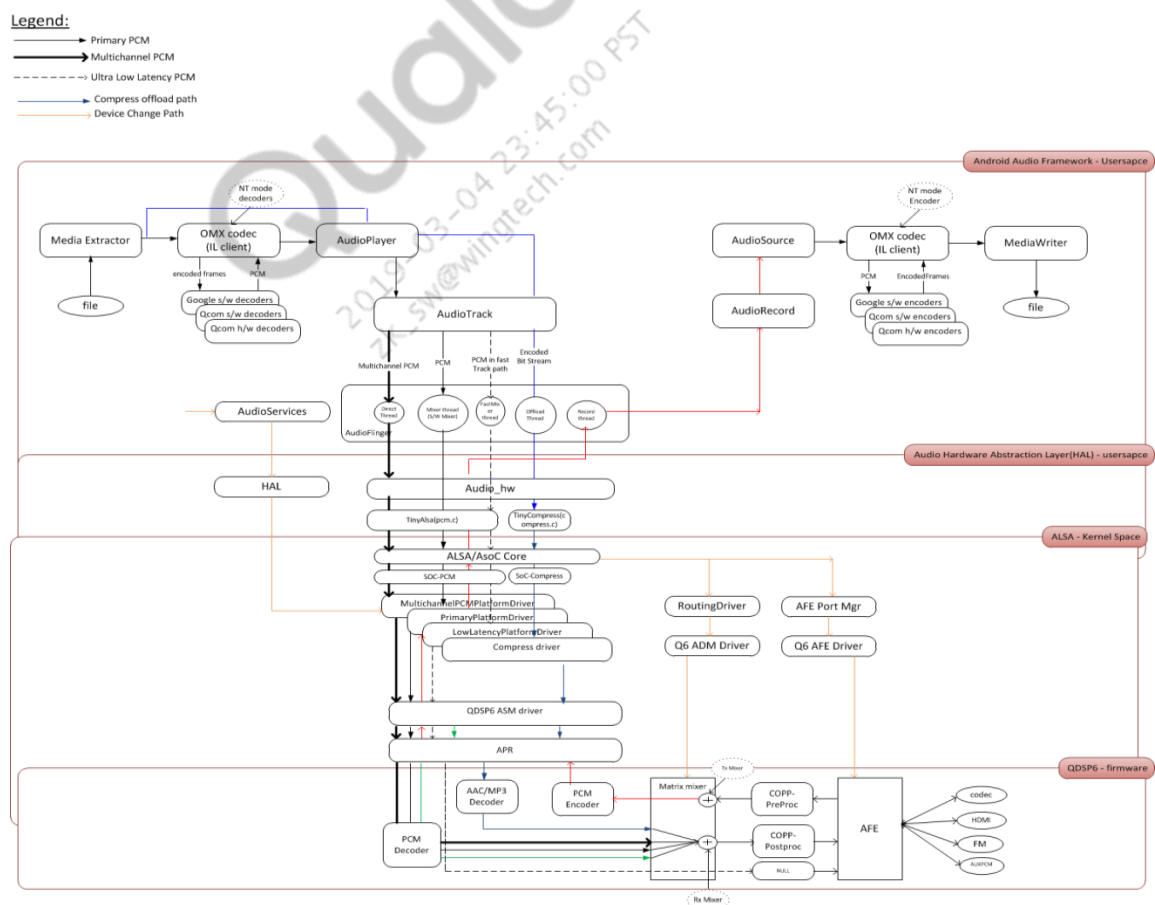 Legend:
Primary PCM
Multichannel PCM
Ultra Low Latency PCM
Compress offload path
Device Change Path
Qualc
2019-03-04 23:45:00 PST
zk_sw@wingtech.com
Android Audio Framework - Usersapce
NT mode
decoders
NT mode
Encoder
Media Extractor
OMX codec
(IL client)
AudioPlayer
AudioSource
OMX codec
(IL client)
MediaWriter
encoded frames
PCM
PCM
EncodedFrames
file
Google s/w decoders
Qcom s/w decoders
Qcom h/w decoders
AudioTrack
AudioRecord
Google s/w encoders
Qcom s/w encoders
Qcom h/w encoders
file
Multichannel PCM
PCM
PCM in fast
Track path
Encoded
Bit Stream
AudioServices
Direct
Thread
Mixer thread
(S/W Mixer)
FastMix
er
thread
Offload
Thread
Record
thread
AudioFlinger
Audio Hardware Abstraction Layer(HAL) - usersapce
HAL
Audio_hw
TinyAlsa(pcm.c)
TinyCompress(c
ompress.c)
ALSA - Kernel Space
ALSA/AsoC Core
SOC-PCM
SoC-Compress
MultichannelPCMPlatformDriver
PrimaryPlatformDriver
LowLatencyPlatformDriver
Compress driver
RoutingDriver
AFE Port Mgr
Q6 ADM Driver
Q6 AFE Driver
QDSP6 ASM driver
APR
QDSP6 - firmware
Tx Mixer
AAC/MP3
Decoder
PCM
Encoder
Matrix mixer
COPP-
PreProc
AFE
codec
HDMI
FM
AUXPCM
PCM
Decoder
COPP-
Postproc
NULL
Rx Mixer